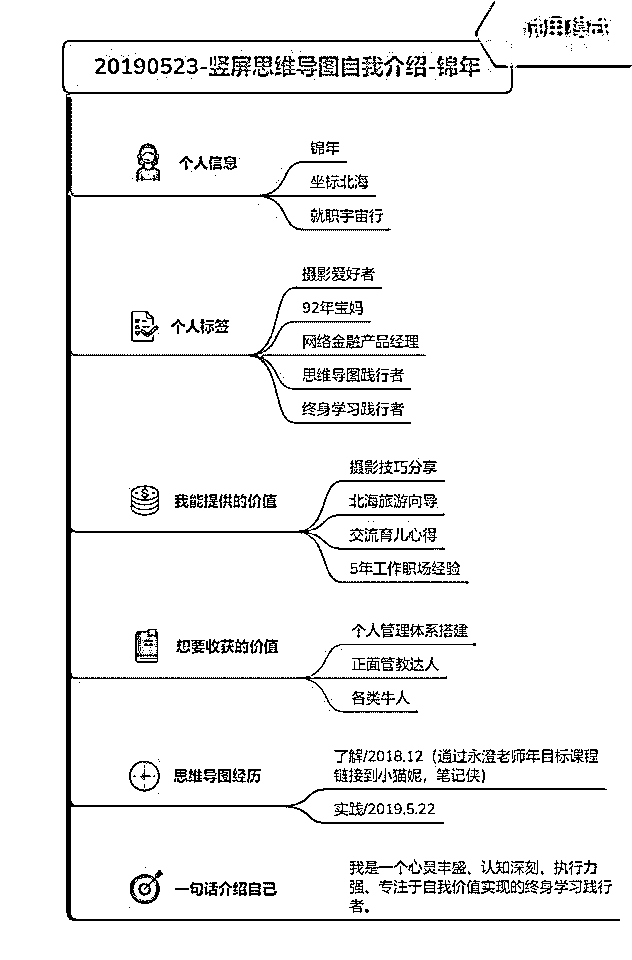 20190523-竖屏思维导图自我介绍-锦年
个人信息
锦年
坐标北海
就职宇宙行
个人标签
摄影爱好者
92年宝妈
网络金融产品经理
思维导图践行者
终身学习践行者
我能提供的价值
摄影技巧分享
北海旅游向导
交流育儿心得
5年工作职场经验
想要收获的价值
个人管理体系搭建
正面管教达人
各类牛人
思维导图经历
了解/2018.12（通过永澄老师年目标课程
链接到小猫妮，笔记侠）
实践/2019.5.22
一句话介绍自己
我是一个心灵丰盛、认知深刻、执行力
强、专注于自我价值实现的终身学习践行
者。